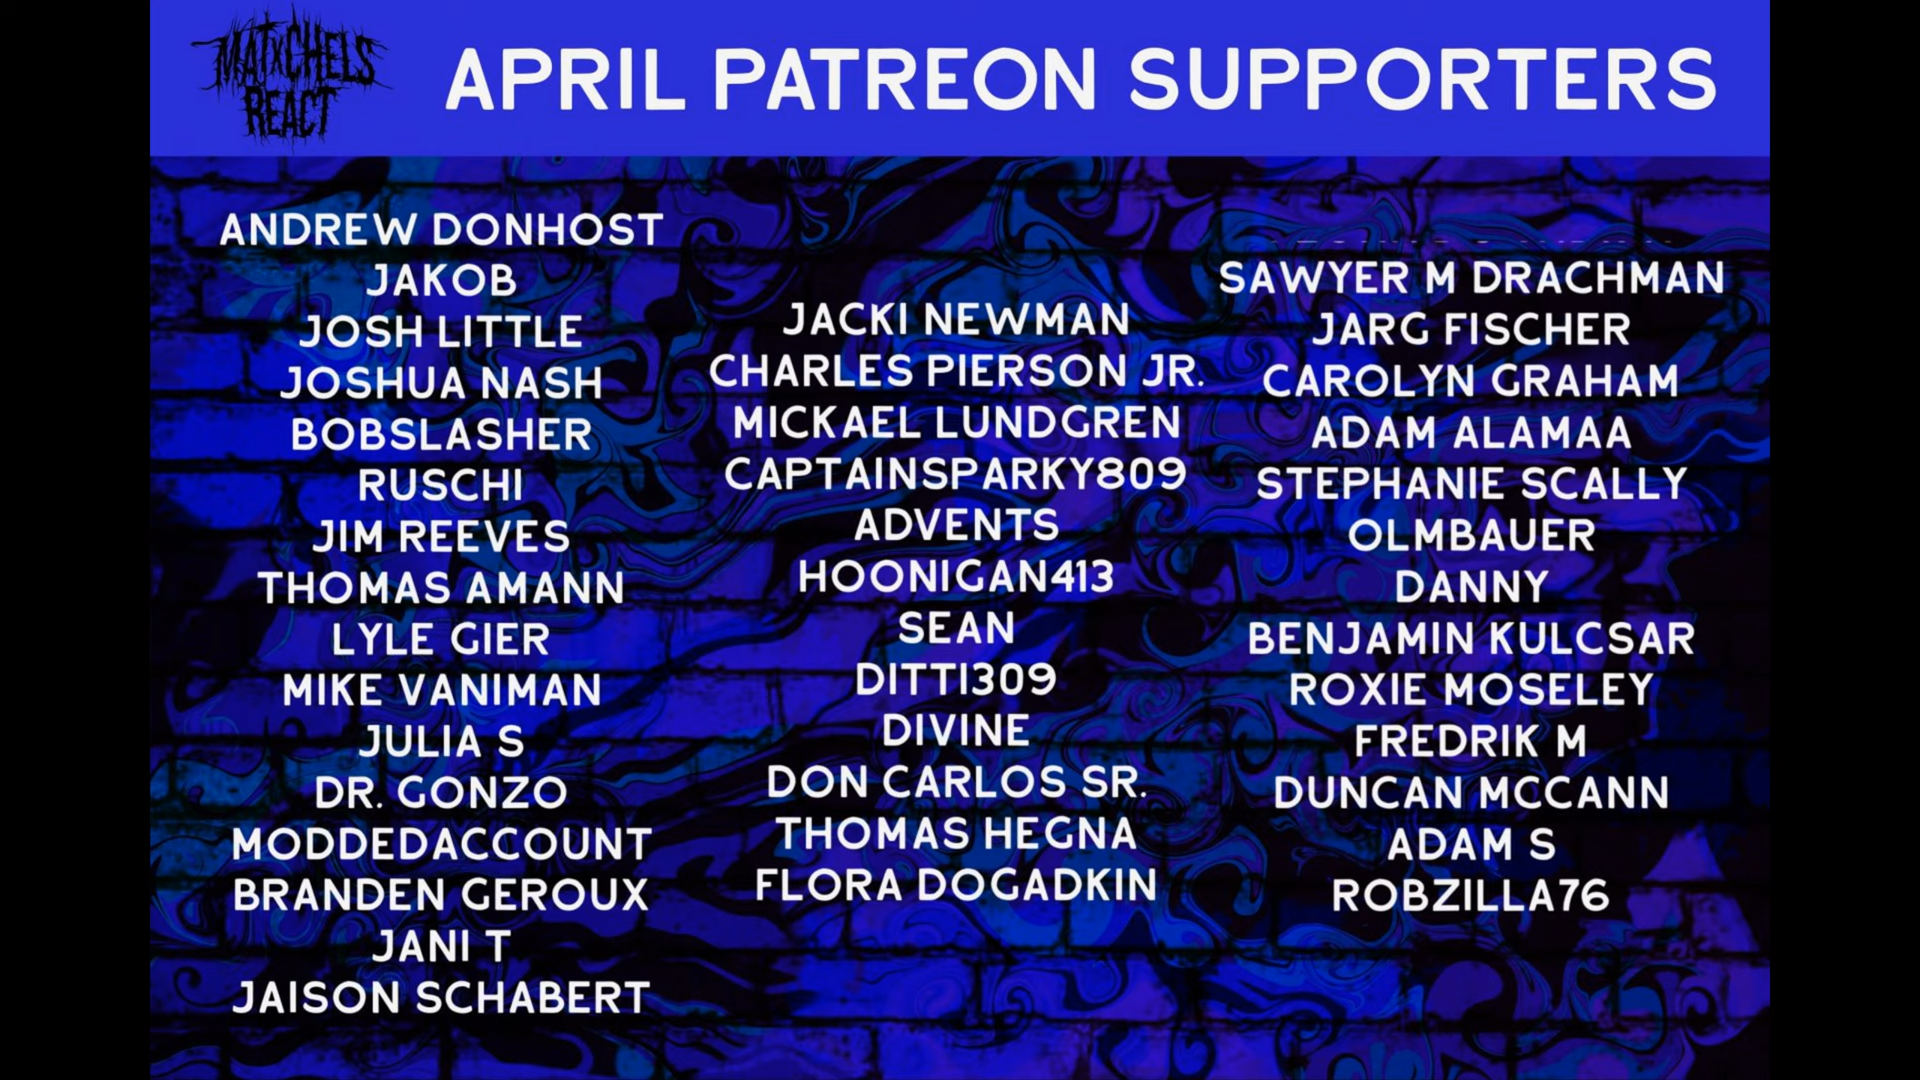 MATXCHELS
REACT
APRIL PATREON SUPPORTERS
ANDREW DONHOST
JAKOB
JOSH LITTLE
JOSHUA NASH
BOBSLASHER
RUSCHI
JIM REEVES
THOMAS AMANN
LYLE GIER
MIKE VANIMAN
JULIA S
DR. GONZO
MODDEDACCOUNT
BRANDEN GEROUX
JANI T
JAISON SCHABERT
JACKI NEWMAN
CHARLES PIERSON JR.
MICKAEL LUNDGREN
CAPTAINSPARKY809
ADVENTS
HOONIGAN413
SEAN
DITTI309
DIVINE
DON CARLOS SR.
THOMAS HEGNA
FLORA DOGADKIN
SAWYER M DRACHMAN
JARG FISCHER
CAROLYN GRAHAM
ADAM ALAMAA
STEPHANIE SCALLY
OLMBAUER
DANNY
BENJAMIN KULCSAR
ROXIE MOSELEY
FREDRIK M
DUNCAN MCCANN
ADAM S
ROBZILLA76